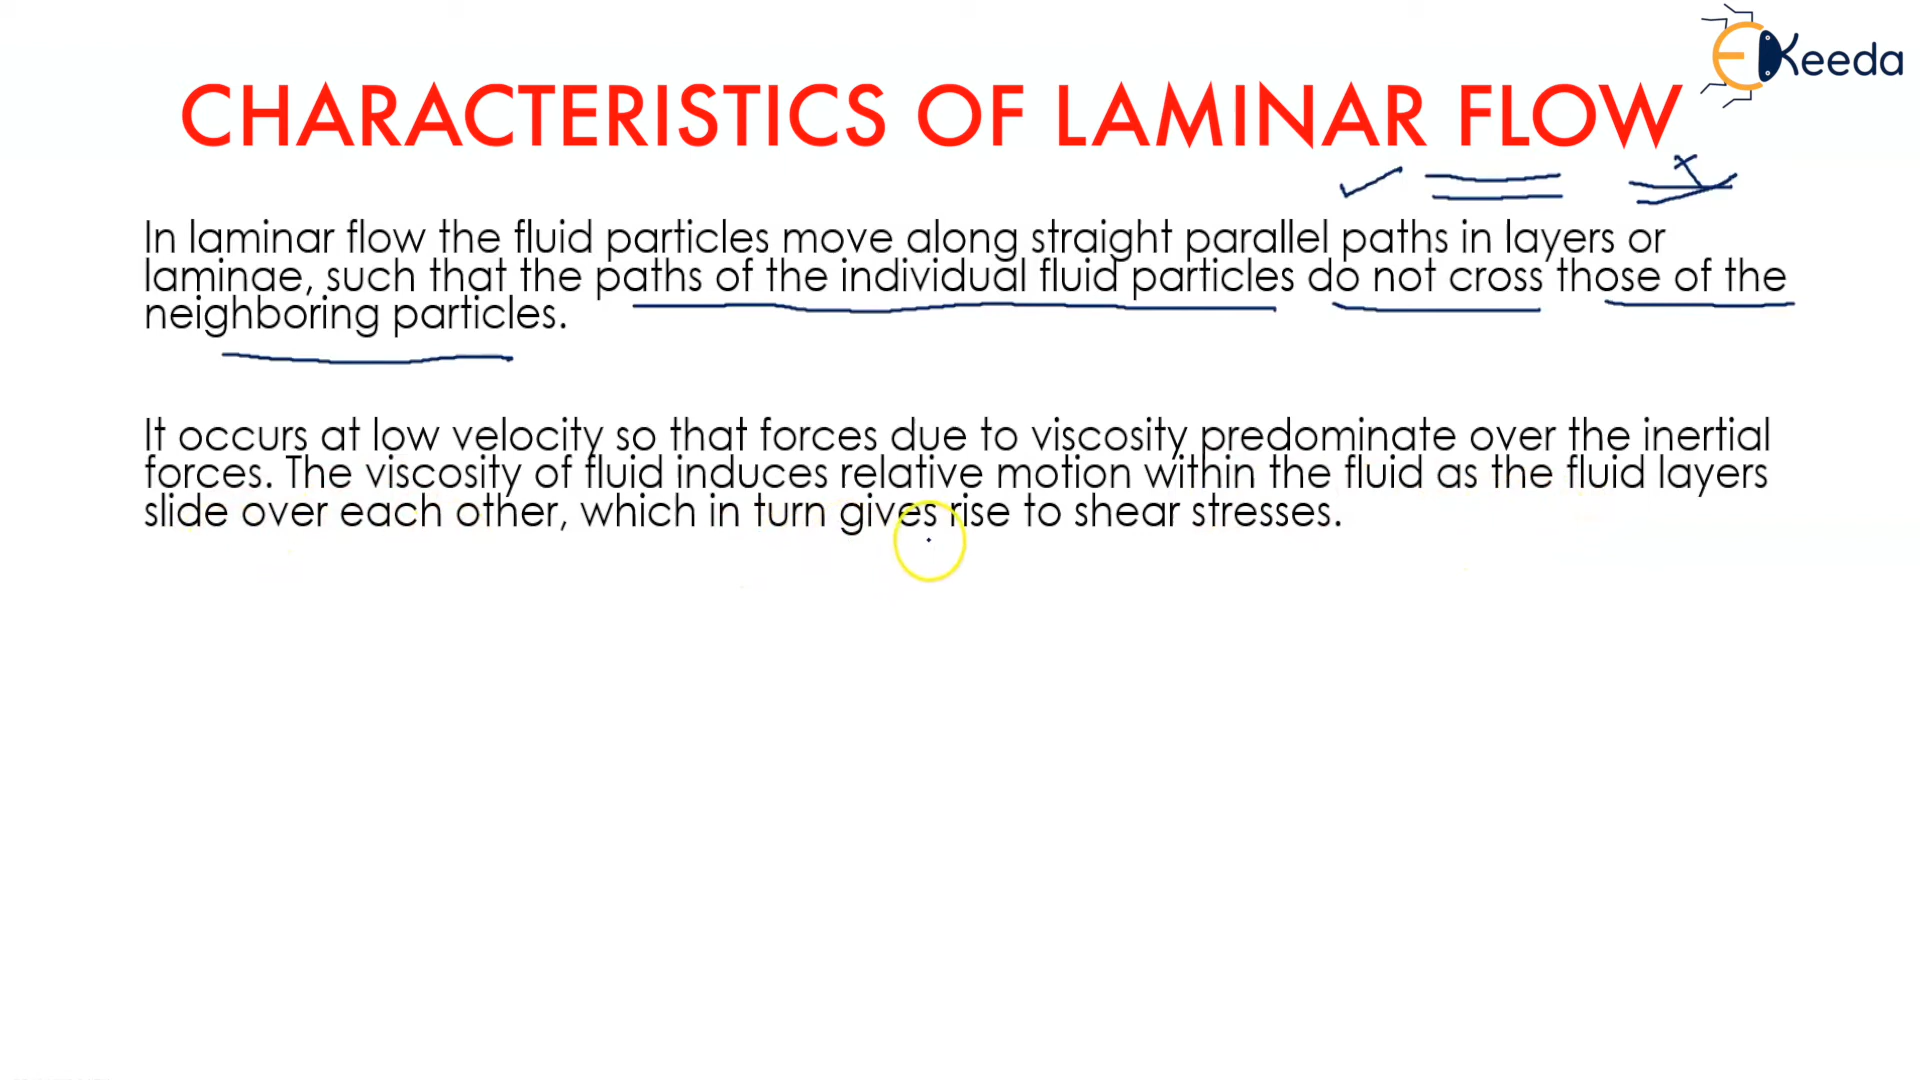 EKeeda
CHARACTERISTICS OF LAMINAR FLOW
In laminar flow the fluid particles move along straight parallel paths in layers or
laminae, such that the paths of the individual fluid particles do not cross those of the
neighboring particles.
It occurs at low velocity so that forces due to viscosity predominate over the inertial
forces. The viscosity of fluid induces relative motion within the fluid as the fluid layers
slide over each other, which in turn gives rise to shear stresses.